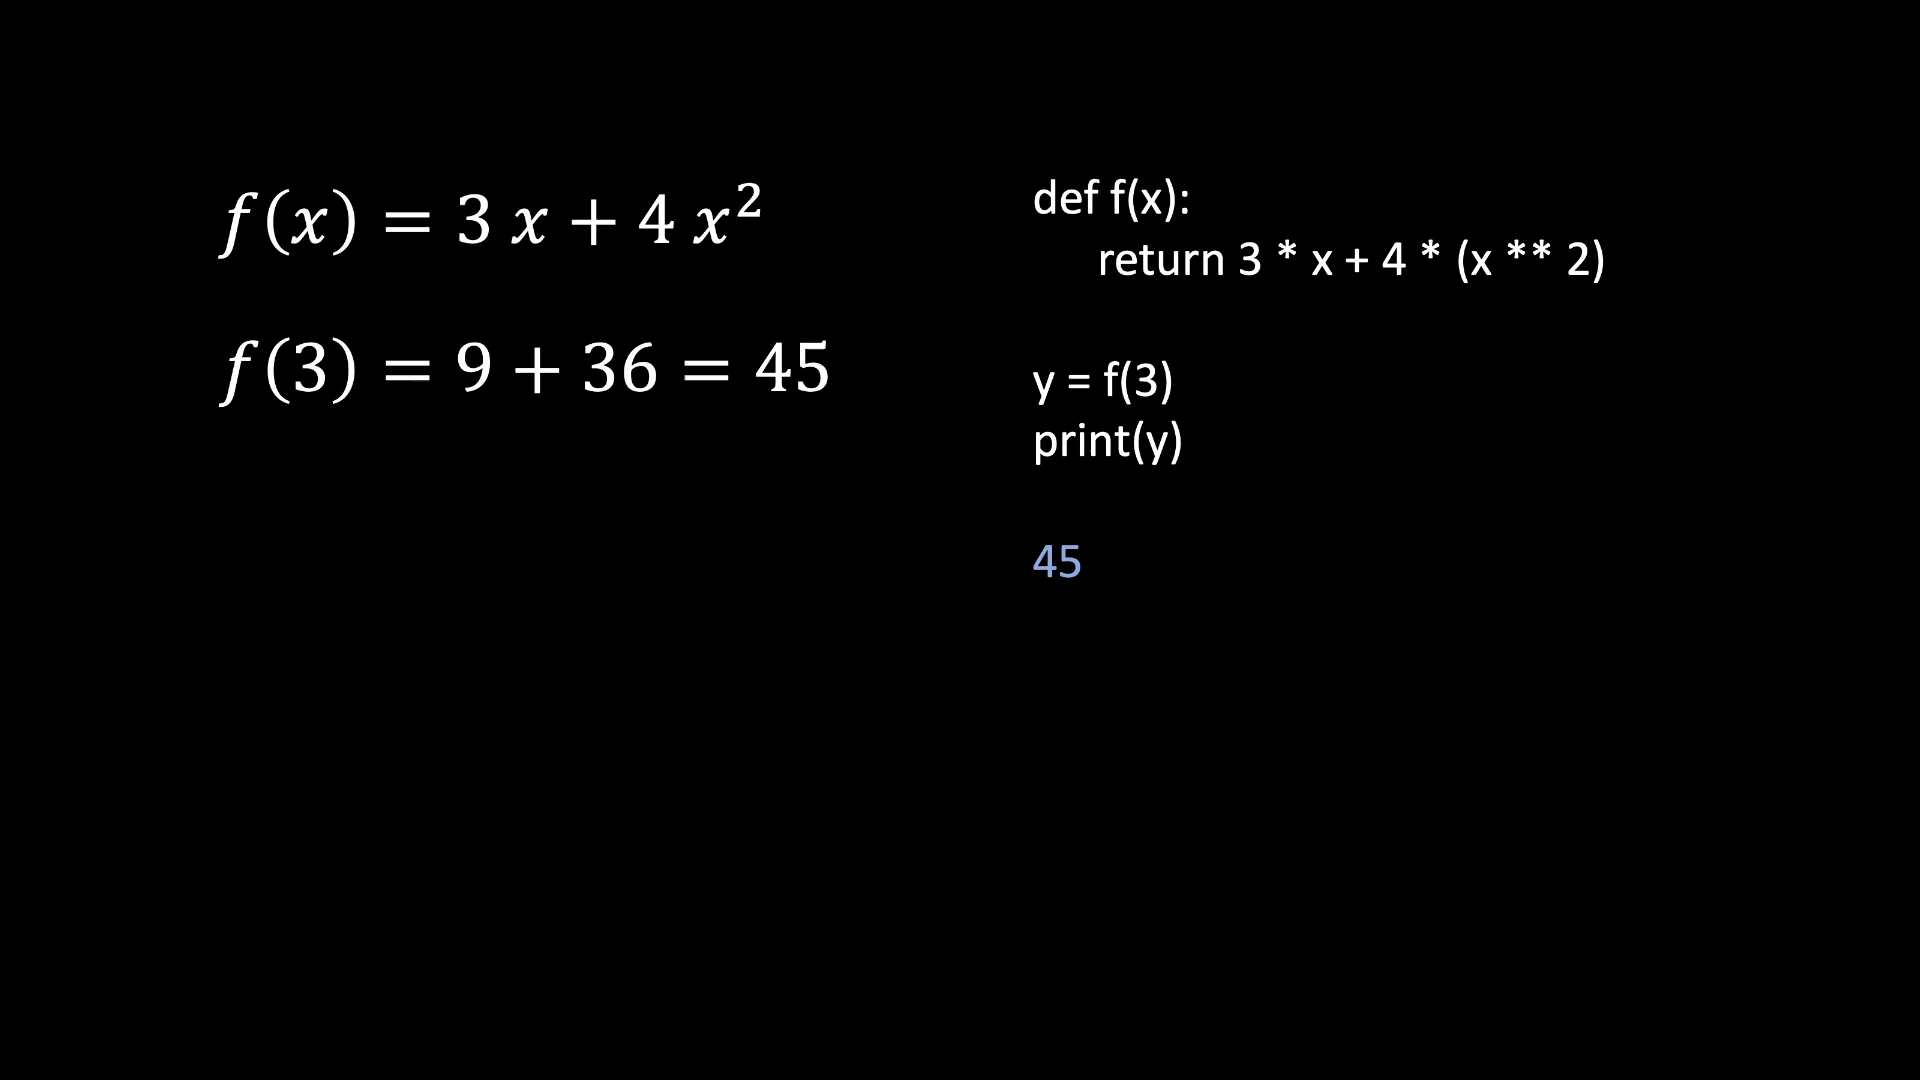 f(x) = 3 x + 4 x²
f(3) = 9 + 36 = 45
def f(x):
    return 3 * x + 4 * (x ** 2)
y = f(3)
print(y)
45